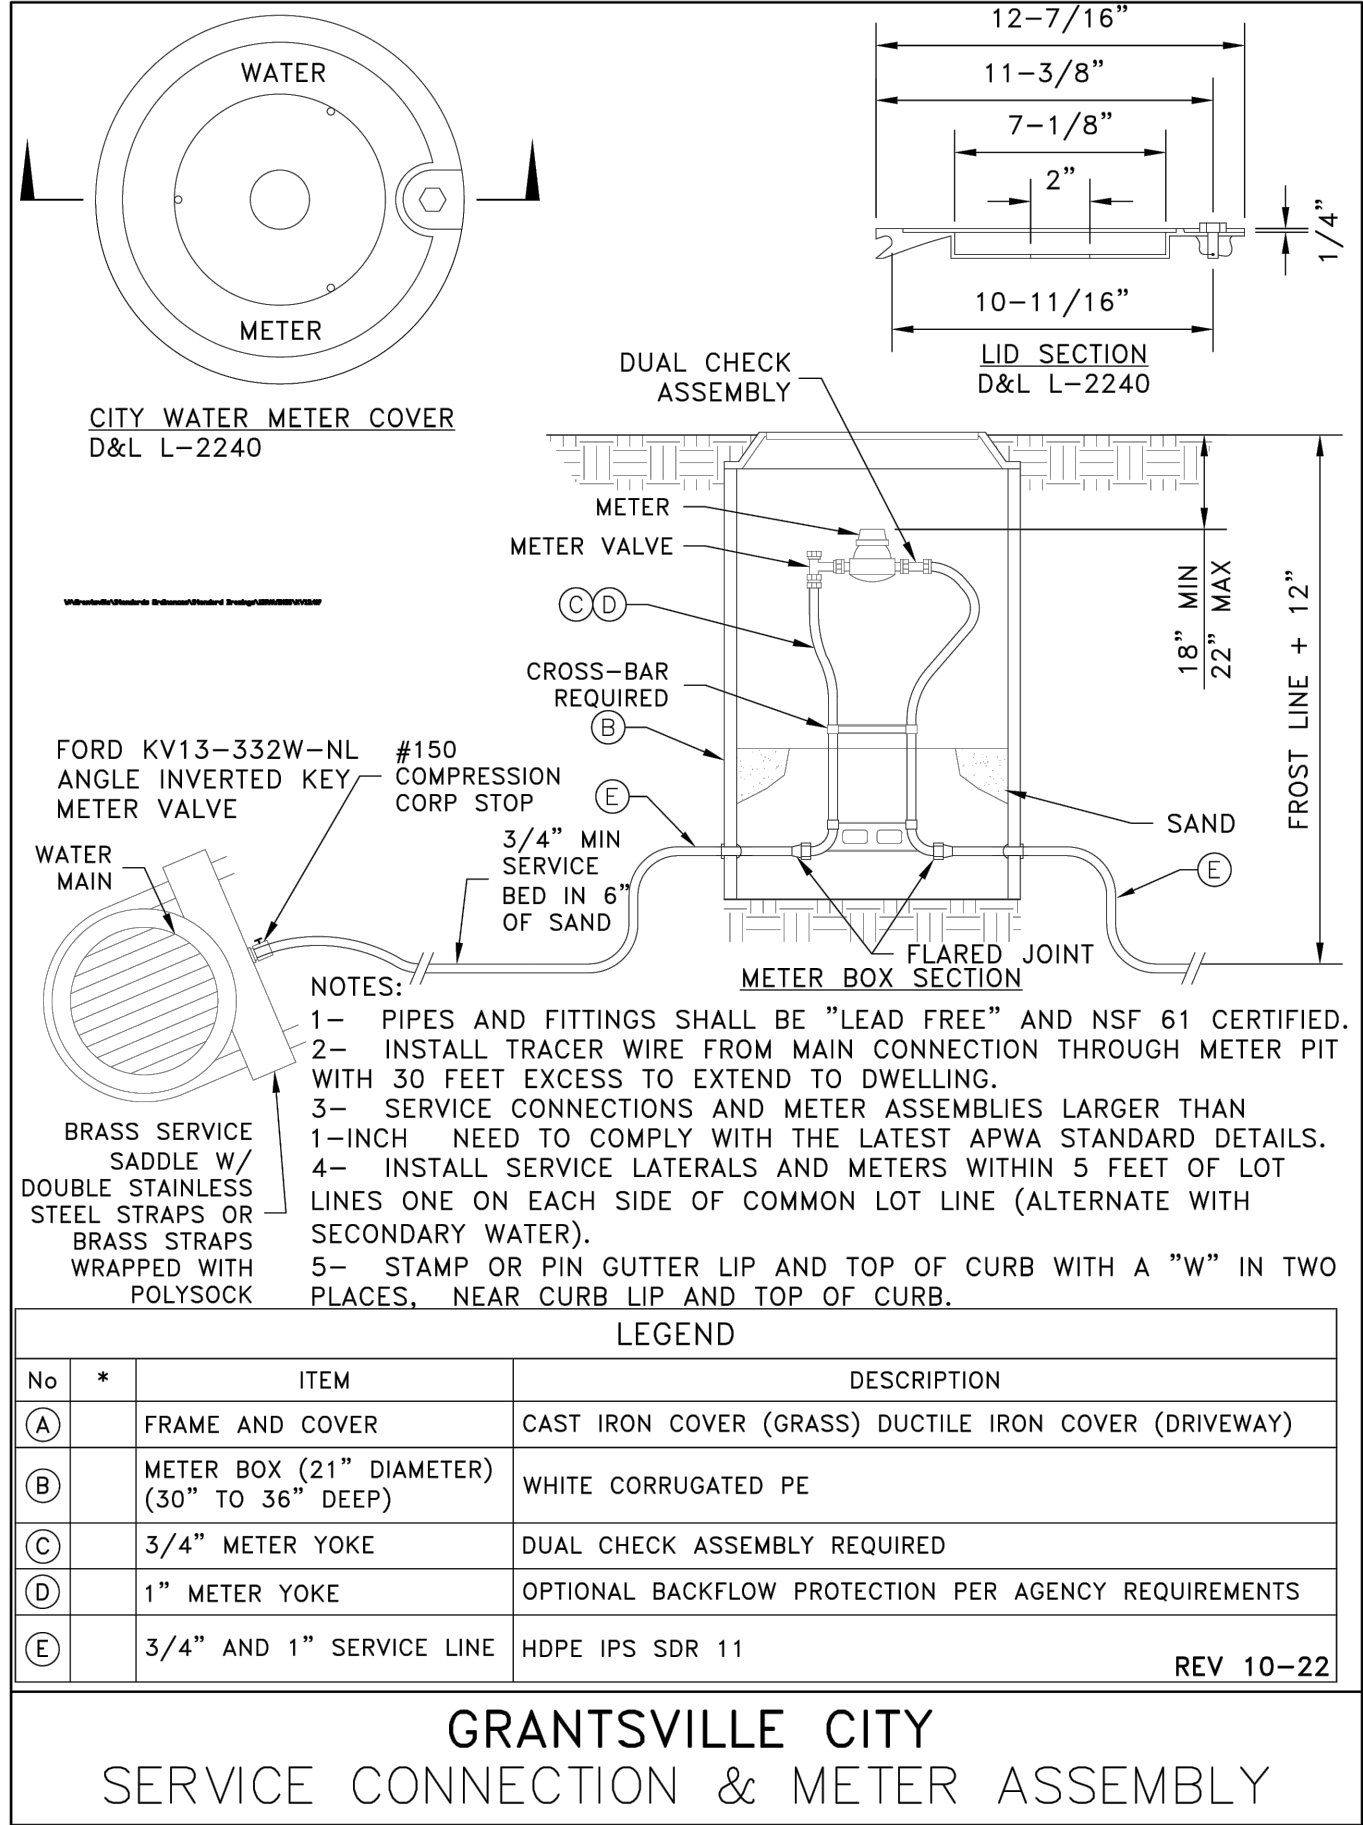 12-7/16"
11-3/8"
7-1/8"
2"
1/4"
10-11/16"
LID SECTION
D&L L-2240
WATER
METER
CITY WATER METER COVER
D&L L-2240
DUAL CHECK
ASSEMBLY
METER
METER VALVE
C D
CROSS-BAR
REQUIRED
B
E
18" MIN
22" MAX
FROST LINE + 12"
SAND
E
FORD KV13-332W-NL
ANGLE INVERTED KEY
METER VALVE
#150
COMPRESSION
CORP STOP
3/4" MIN
SERVICE
BED IN 6"
OF SAND
WATER
MAIN
FLARED JOINT
METER BOX SECTION
BRASS SERVICE
SADDLE W/
DOUBLE STAINLESS
STEEL STRAPS OR
BRASS STRAPS
WRAPPED WITH
POLYSOCK
NOTES:
1- PIPES AND FITTINGS SHALL BE "LEAD FREE" AND NSF 61 CERTIFIED.
2- INSTALL TRACER WIRE FROM MAIN CONNECTION THROUGH METER PIT
WITH 30 FEET EXCESS TO EXTEND TO DWELLING.
3- SERVICE CONNECTIONS AND METER ASSEMBLIES LARGER THAN
1-INCH NEED TO COMPLY WITH THE LATEST APWA STANDARD DETAILS.
4- INSTALL SERVICE LATERALS AND METERS WITHIN 5 FEET OF LOT
LINES ONE ON EACH SIDE OF COMMON LOT LINE (ALTERNATE WITH
SECONDARY WATER).
5- STAMP OR PIN GUTTER LIP AND TOP OF CURB WITH A "W" IN TWO
PLACES, NEAR CURB LIP AND TOP OF CURB.
LEGEND
No * ITEM DESCRIPTION
A FRAME AND COVER CAST IRON COVER (GRASS) DUCTILE IRON COVER (DRIVEWAY)
B METER BOX (21" DIAMETER)
(30" TO 36" DEEP) WHITE CORRUGATED PE
C 3/4" METER YOKE DUAL CHECK ASSEMBLY REQUIRED
D 1" METER YOKE OPTIONAL BACKFLOW PROTECTION PER AGENCY REQUIREMENTS
E 3/4" AND 1" SERVICE LINE HDPE IPS SDR 11
REV 10-22
GRANTSVILLE CITY
SERVICE CONNECTION & METER ASSEMBLY